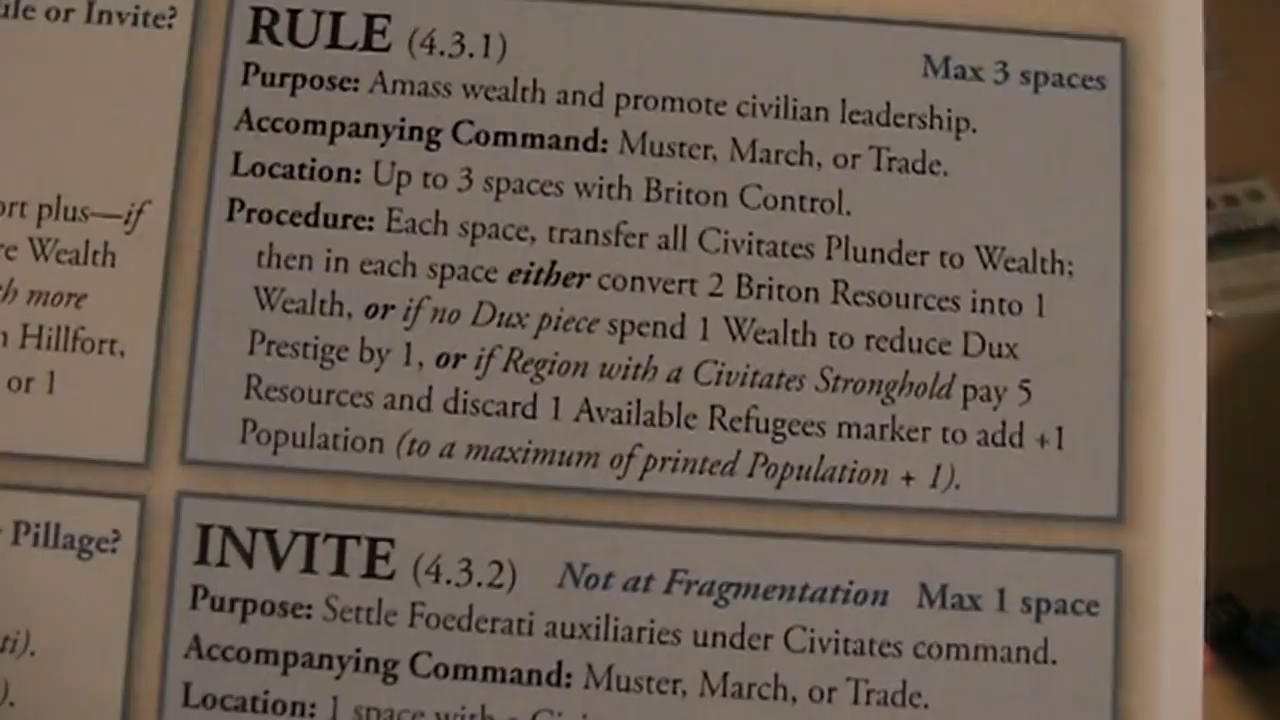 ule or Invite?
ort plus—if
re Wealth
h more
n Hillfort,
or 1
Pillage?
ti).
).
RULE (4.3.1) Max 3 spaces
Purpose: Amass wealth and promote civilian leadership.
Accompanying Command: Muster, March, or Trade.
Location: Up to 3 spaces with Briton Control.
Procedure: Each space, transfer all Civitates Plunder to Wealth;
then in each space either convert 2 Briton Resources into 1
Wealth, or if no Dux piece spend 1 Wealth to reduce Dux
Prestige by 1, or if Region with a Civitates Stronghold pay 5
Resources and discard 1 Available Refugees marker to add +1
Population (to a maximum of printed Population + 1).
INVITE (4.3.2) Not at Fragmentation Max 1 space
Purpose: Settle Foederati auxiliaries under Civitates command.
Accompanying Command: Muster, March, or Trade.
Location: 1 space with a